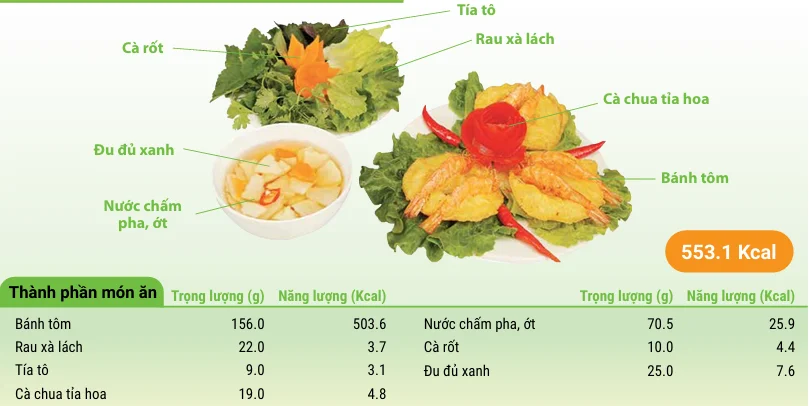 Tía tô
Cà rốt
Rau xà lách
Cà chua tỉa hoa
Đu đủ xanh
Bánh tôm
Nước chấm
pha, ớt
553.1 Kcal
Thành phần món ăn Trọng lượng (g) Năng lượng (Kcal)
Bánh tôm 156.0 503.6
Rau xà lách 22.0 3.7
Tía tô 9.0 3.1
Cà chua tỉa hoa 19.0 4.8
Trọng lượng (g) Năng lượng (Kcal)
Nước chấm pha, ớt 70.5 25.9
Cà rốt 10.0 4.4
Đu đủ xanh 25.0 7.6